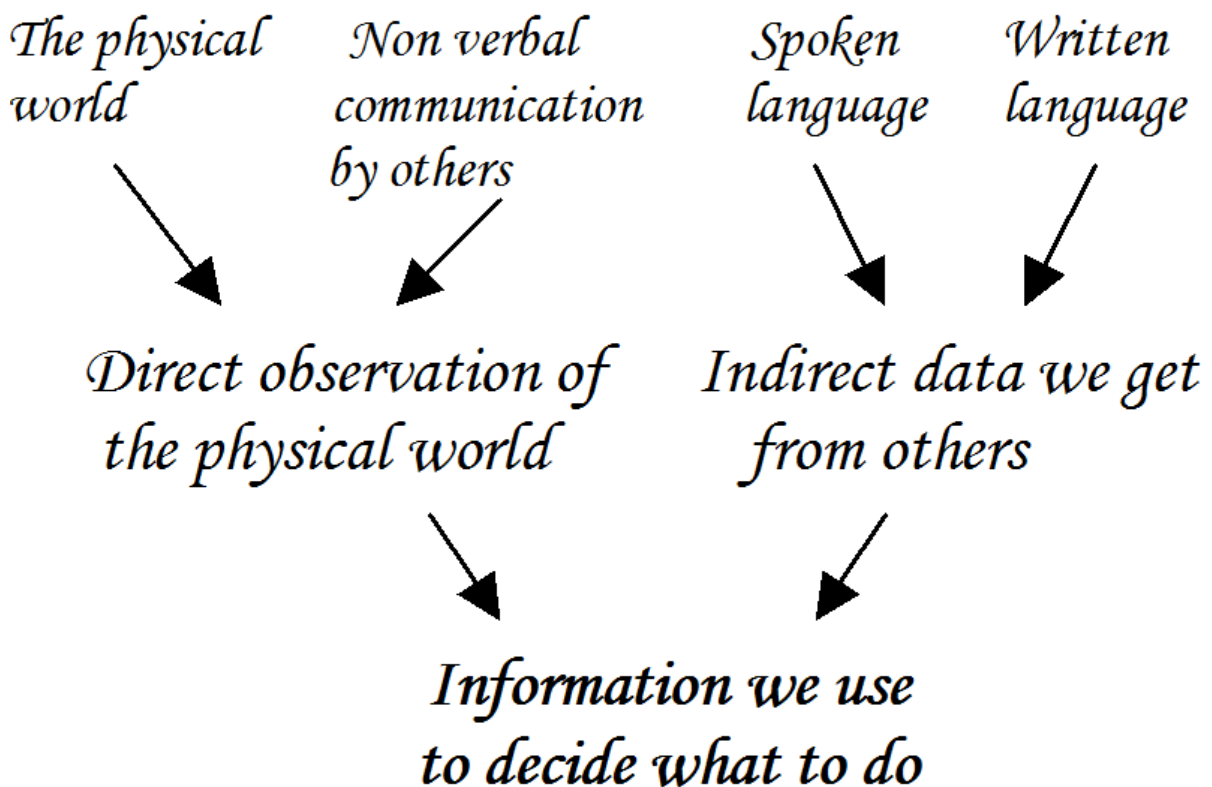 The physical
world
Non verbal
communication
by others
Spoken
language
Written
language
Direct observation of
the physical world
Indirect data we get
from others
Information we use
to decide what to do